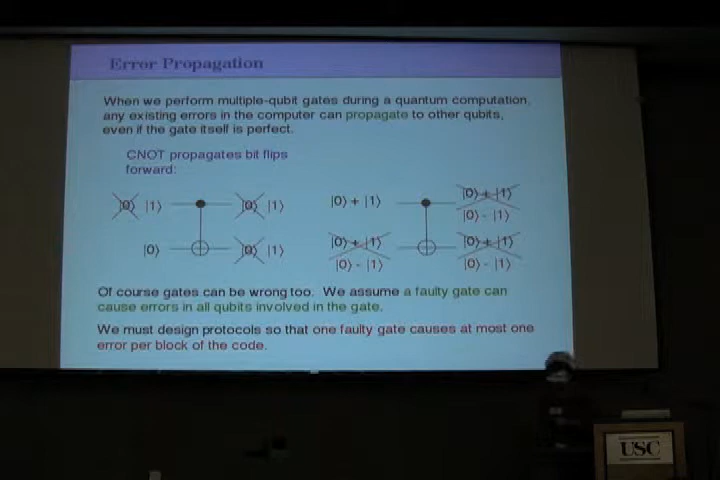 Error Propagation
When we perform multiple-qubit gates during a quantum computation,
any existing errors in the computer can propagate to other qubits,
even if the gate itself is perfect.
CNOT propagates bit flips
forward:
|0⟩ |1⟩ |0⟩ |1⟩ |0⟩ + |1⟩ |0⟩ + |1⟩
|0⟩ - |1⟩
|0⟩ |0⟩ |1⟩ |0⟩ + |1⟩ |0⟩ + |1⟩
|0⟩ - |1⟩ |0⟩ - |1⟩
Of course gates can be wrong too. We assume a faulty gate can
cause errors in all qubits involved in the gate.
We must design protocols so that one faulty gate causes at most one
error per block of the code.
USC